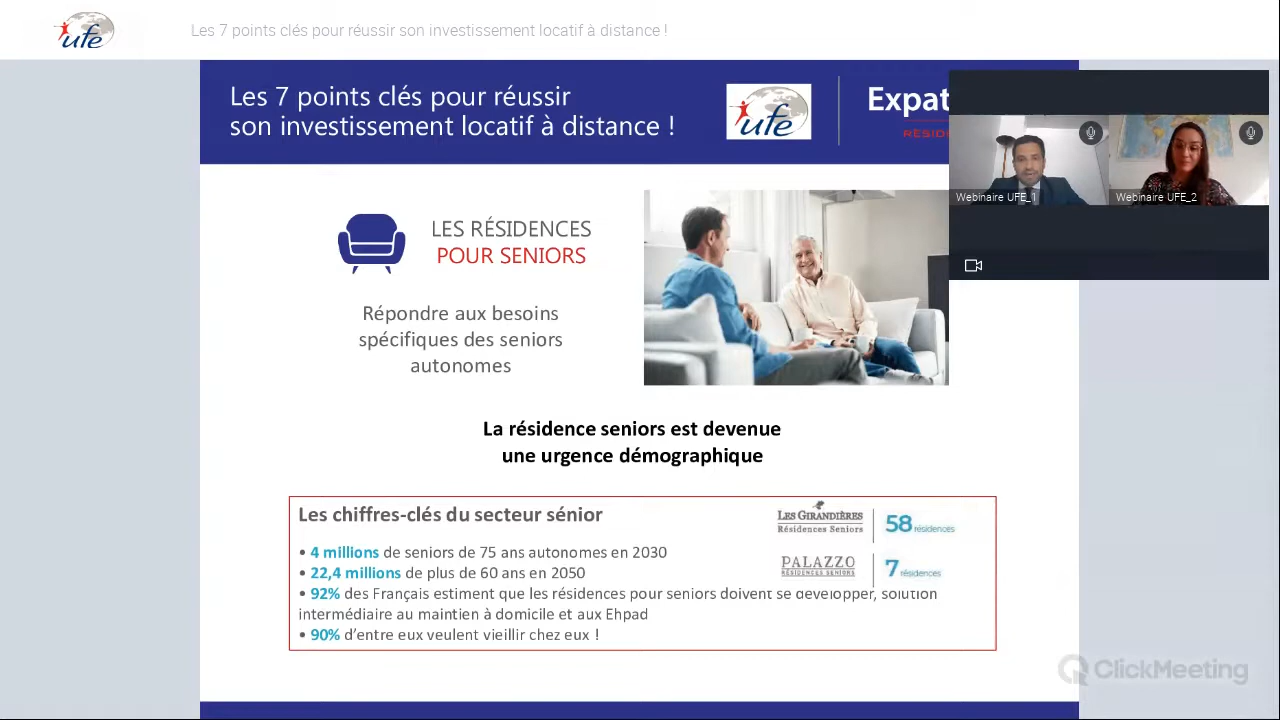 ufe
Les 7 points clés pour réussir son investissement locatif à distance !
Les 7 points clés pour réussir
son investissement locatif à distance !
ufe
Expat
RÉSID
Webinaire UFE_1
Webinaire UFE_2
LES RÉSIDENCES
POUR SENIORS
Répondre aux besoins
spécifiques des seniors
autonomes
La résidence seniors est devenue
une urgence démographique
Les chiffres-clés du secteur sénior
LES GIRANDIÈRES
Résidences Seniors
58 résidences
PALAZZO
RÉSIDENCES SENIORS
7 résidences
• 4 millions de seniors de 75 ans autonomes en 2030
• 22,4 millions de plus de 60 ans en 2050
• 92% des Français estiment que les résidences pour seniors doivent se développer, solution
intermédiaire au maintien à domicile et aux Ehpad
• 90% d’entre eux veulent vieillir chez eux !
ClickMeeting